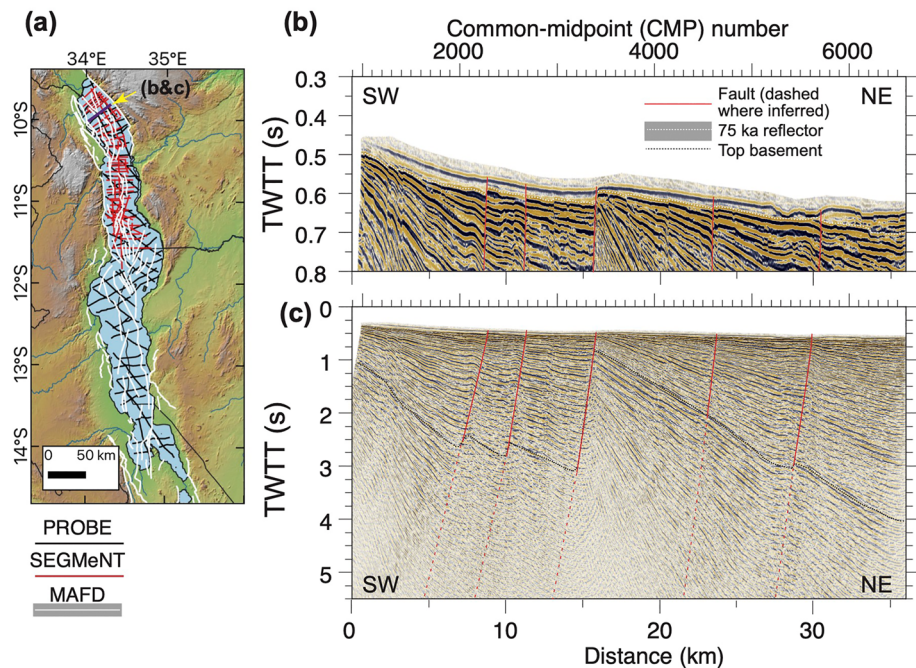 (a)
34°E 35°E
(b&c)
10°S
11°S
12°S
13°S
14°S
0 50 km
PROBE
SEGMeNT
MAFD
(b)
Common-midpoint (CMP) number
2000 4000 6000
0.3
0.4
0.5
0.6
0.7
0.8
TWTT (s)
SW
NE
Fault (dashed
where inferred)
75 ka reflector
Top basement
(c)
0
1
2
3
4
5
TWTT (s)
SW
NE
0 10 20 30
Distance (km)